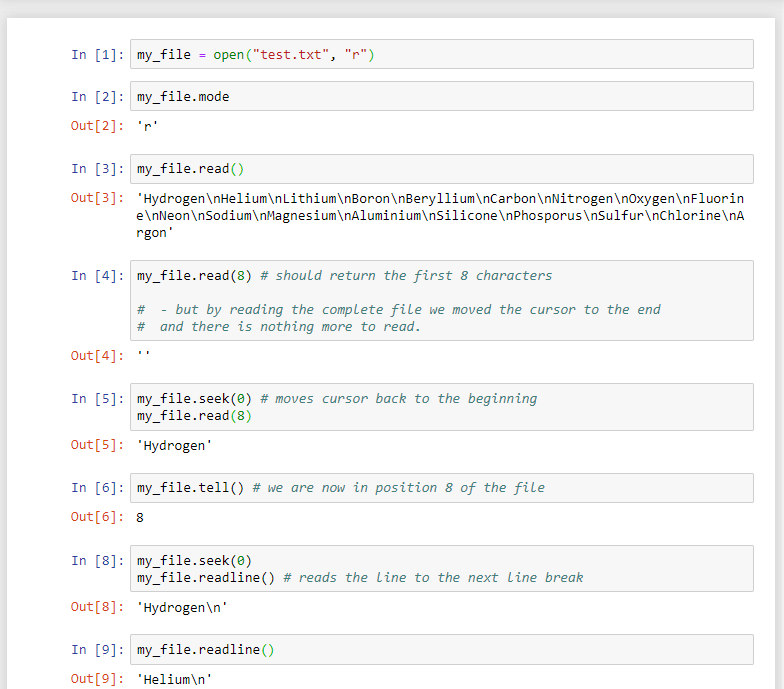 In [1]: my_file = open("test.txt", "r")
In [2]: my_file.mode
Out[2]: 'r'
In [3]: my_file.read()
Out[3]: 'Hydrogen\nHelium\nLithium\nBoron\nBeryllium\nCarbon\nNitrogen\nOxygen\nFluorin
e\nNeon\nSodium\nMagnesium\nAluminium\nSilicone\nPhosporus\nSulfur\nChlorine\nA
rgon'
In [4]: my_file.read(8) # should return the first 8 characters
#  - but by reading the complete file we moved the cursor to the end
#  and there is nothing more to read.
Out[4]: ''
In [5]: my_file.seek(0) # moves cursor back to the beginning
my_file.read(8)
Out[5]: 'Hydrogen'
In [6]: my_file.tell() # we are now in position 8 of the file
Out[6]: 8
In [8]: my_file.seek(0)
my_file.readline() # reads the line to the next line break
Out[8]: 'Hydrogen\n'
In [9]: my_file.readline()
Out[9]: 'Helium\n'